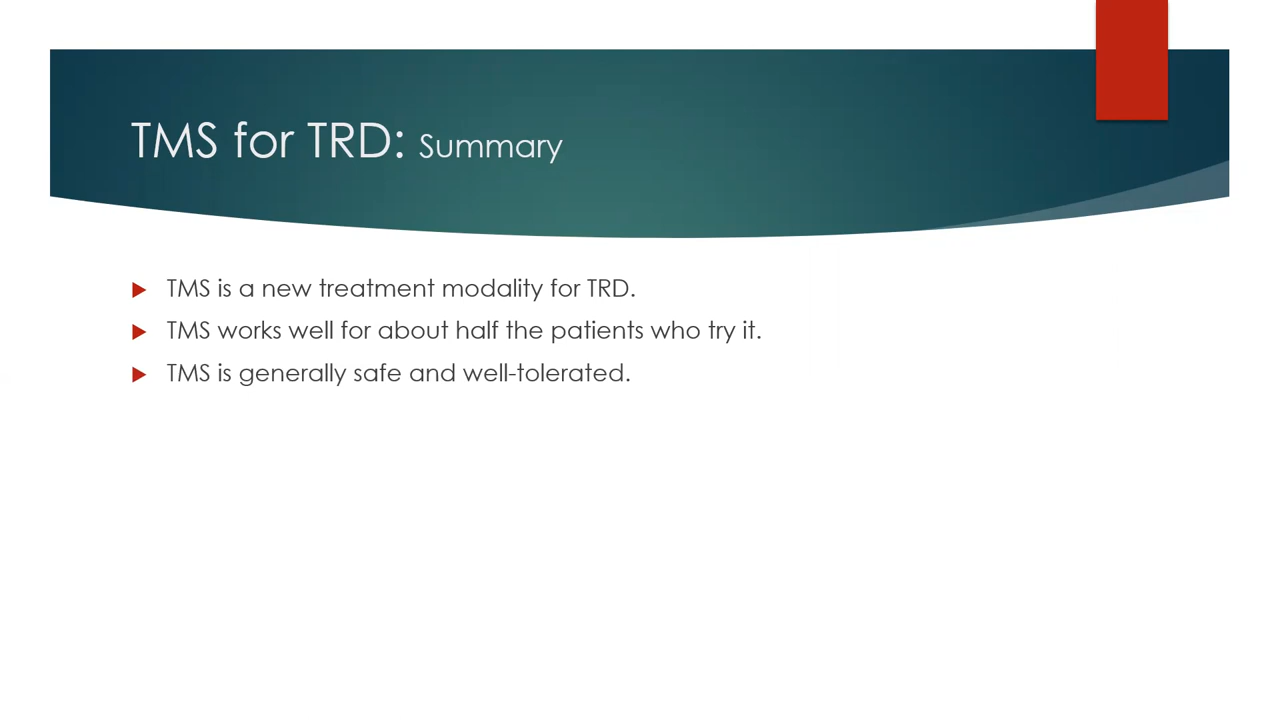 TMS for TRD: Summary
TMS is a new treatment modality for TRD.
TMS works well for about half the patients who try it.
TMS is generally safe and well-tolerated.